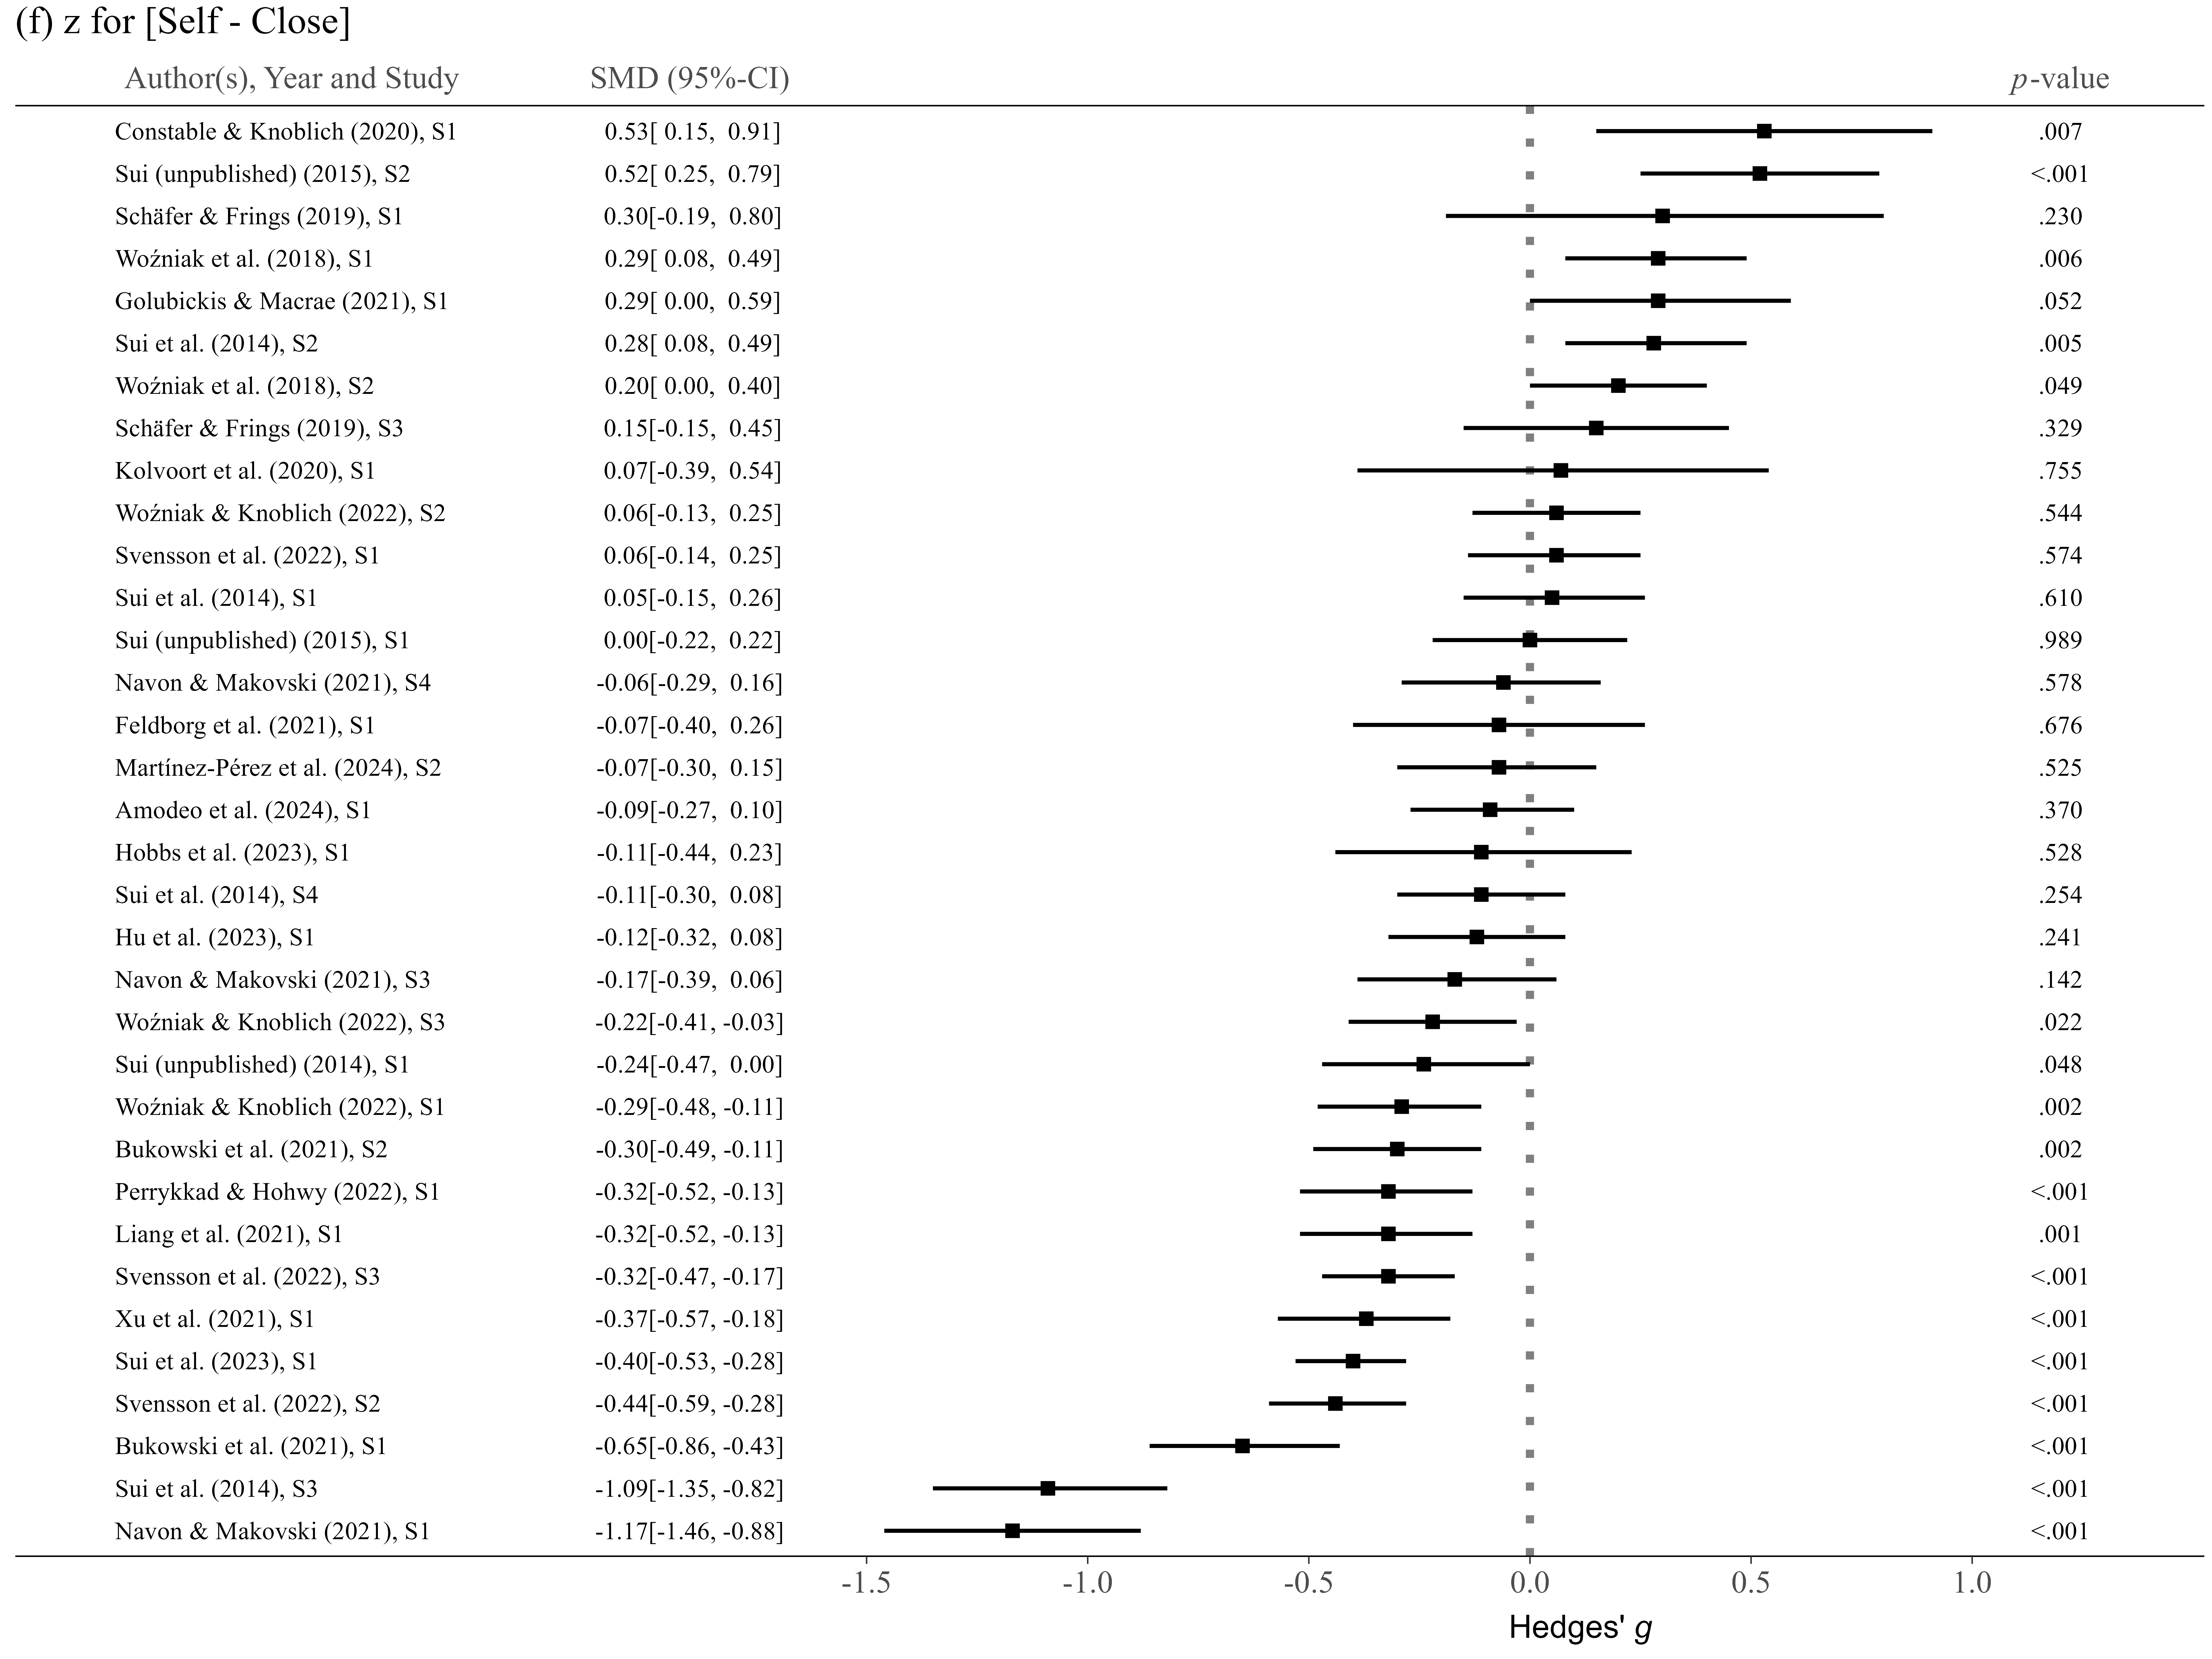 (f) z for [Self - Close]
Author(s), Year and Study SMD (95%-CI) p-value
Constable & Knoblich (2020), S1 0.53[ 0.15, 0.91] .007
Sui (unpublished) (2015), S2 0.52[ 0.25, 0.79] <.001
Schäfer & Frings (2019), S1 0.30[-0.19, 0.80] .230
Woźniak et al. (2018), S1 0.29[ 0.08, 0.49] .006
Golubickis & Macrae (2021), S1 0.29[ 0.00, 0.59] .052
Sui et al. (2014), S2 0.28[ 0.08, 0.49] .005
Woźniak et al. (2018), S2 0.20[ 0.00, 0.40] .049
Schäfer & Frings (2019), S3 0.15[-0.15, 0.45] .329
Kolvoort et al. (2020), S1 0.07[-0.39, 0.54] .755
Woźniak & Knoblich (2022), S2 0.06[-0.13, 0.25] .544
Svensson et al. (2022), S1 0.06[-0.14, 0.25] .574
Sui et al. (2014), S1 0.05[-0.15, 0.26] .610
Sui (unpublished) (2015), S1 0.00[-0.22, 0.22] .989
Navon & Makovski (2021), S4 -0.06[-0.29, 0.16] .578
Feldborg et al. (2021), S1 -0.07[-0.40, 0.26] .676
Martínez-Pérez et al. (2024), S2 -0.07[-0.30, 0.15] .525
Amodeo et al. (2024), S1 -0.09[-0.27, 0.10] .370
Hobbs et al. (2023), S1 -0.11[-0.44, 0.23] .528
Sui et al. (2014), S4 -0.11[-0.30, 0.08] .254
Hu et al. (2023), S1 -0.12[-0.32, 0.08] .241
Navon & Makovski (2021), S3 -0.17[-0.39, 0.06] .142
Woźniak & Knoblich (2022), S3 -0.22[-0.41, -0.03] .022
Sui (unpublished) (2014), S1 -0.24[-0.47, 0.00] .048
Woźniak & Knoblich (2022), S1 -0.29[-0.48, -0.11] .002
Bukowski et al. (2021), S2 -0.30[-0.49, -0.11] .002
Perrykkad & Hohwy (2022), S1 -0.32[-0.52, -0.13] <.001
Liang et al. (2021), S1 -0.32[-0.52, -0.13] .001
Svensson et al. (2022), S3 -0.32[-0.47, -0.17] <.001
Xu et al. (2021), S1 -0.37[-0.57, -0.18] <.001
Sui et al. (2023), S1 -0.40[-0.53, -0.28] <.001
Svensson et al. (2022), S2 -0.44[-0.59, -0.28] <.001
Bukowski et al. (2021), S1 -0.65[-0.86, -0.43] <.001
Sui et al. (2014), S3 -1.09[-1.35, -0.82] <.001
Navon & Makovski (2021), S1 -1.17[-1.46, -0.88] <.001
-1.5 -1.0 -0.5 0.0 0.5 1.0
Hedges' g